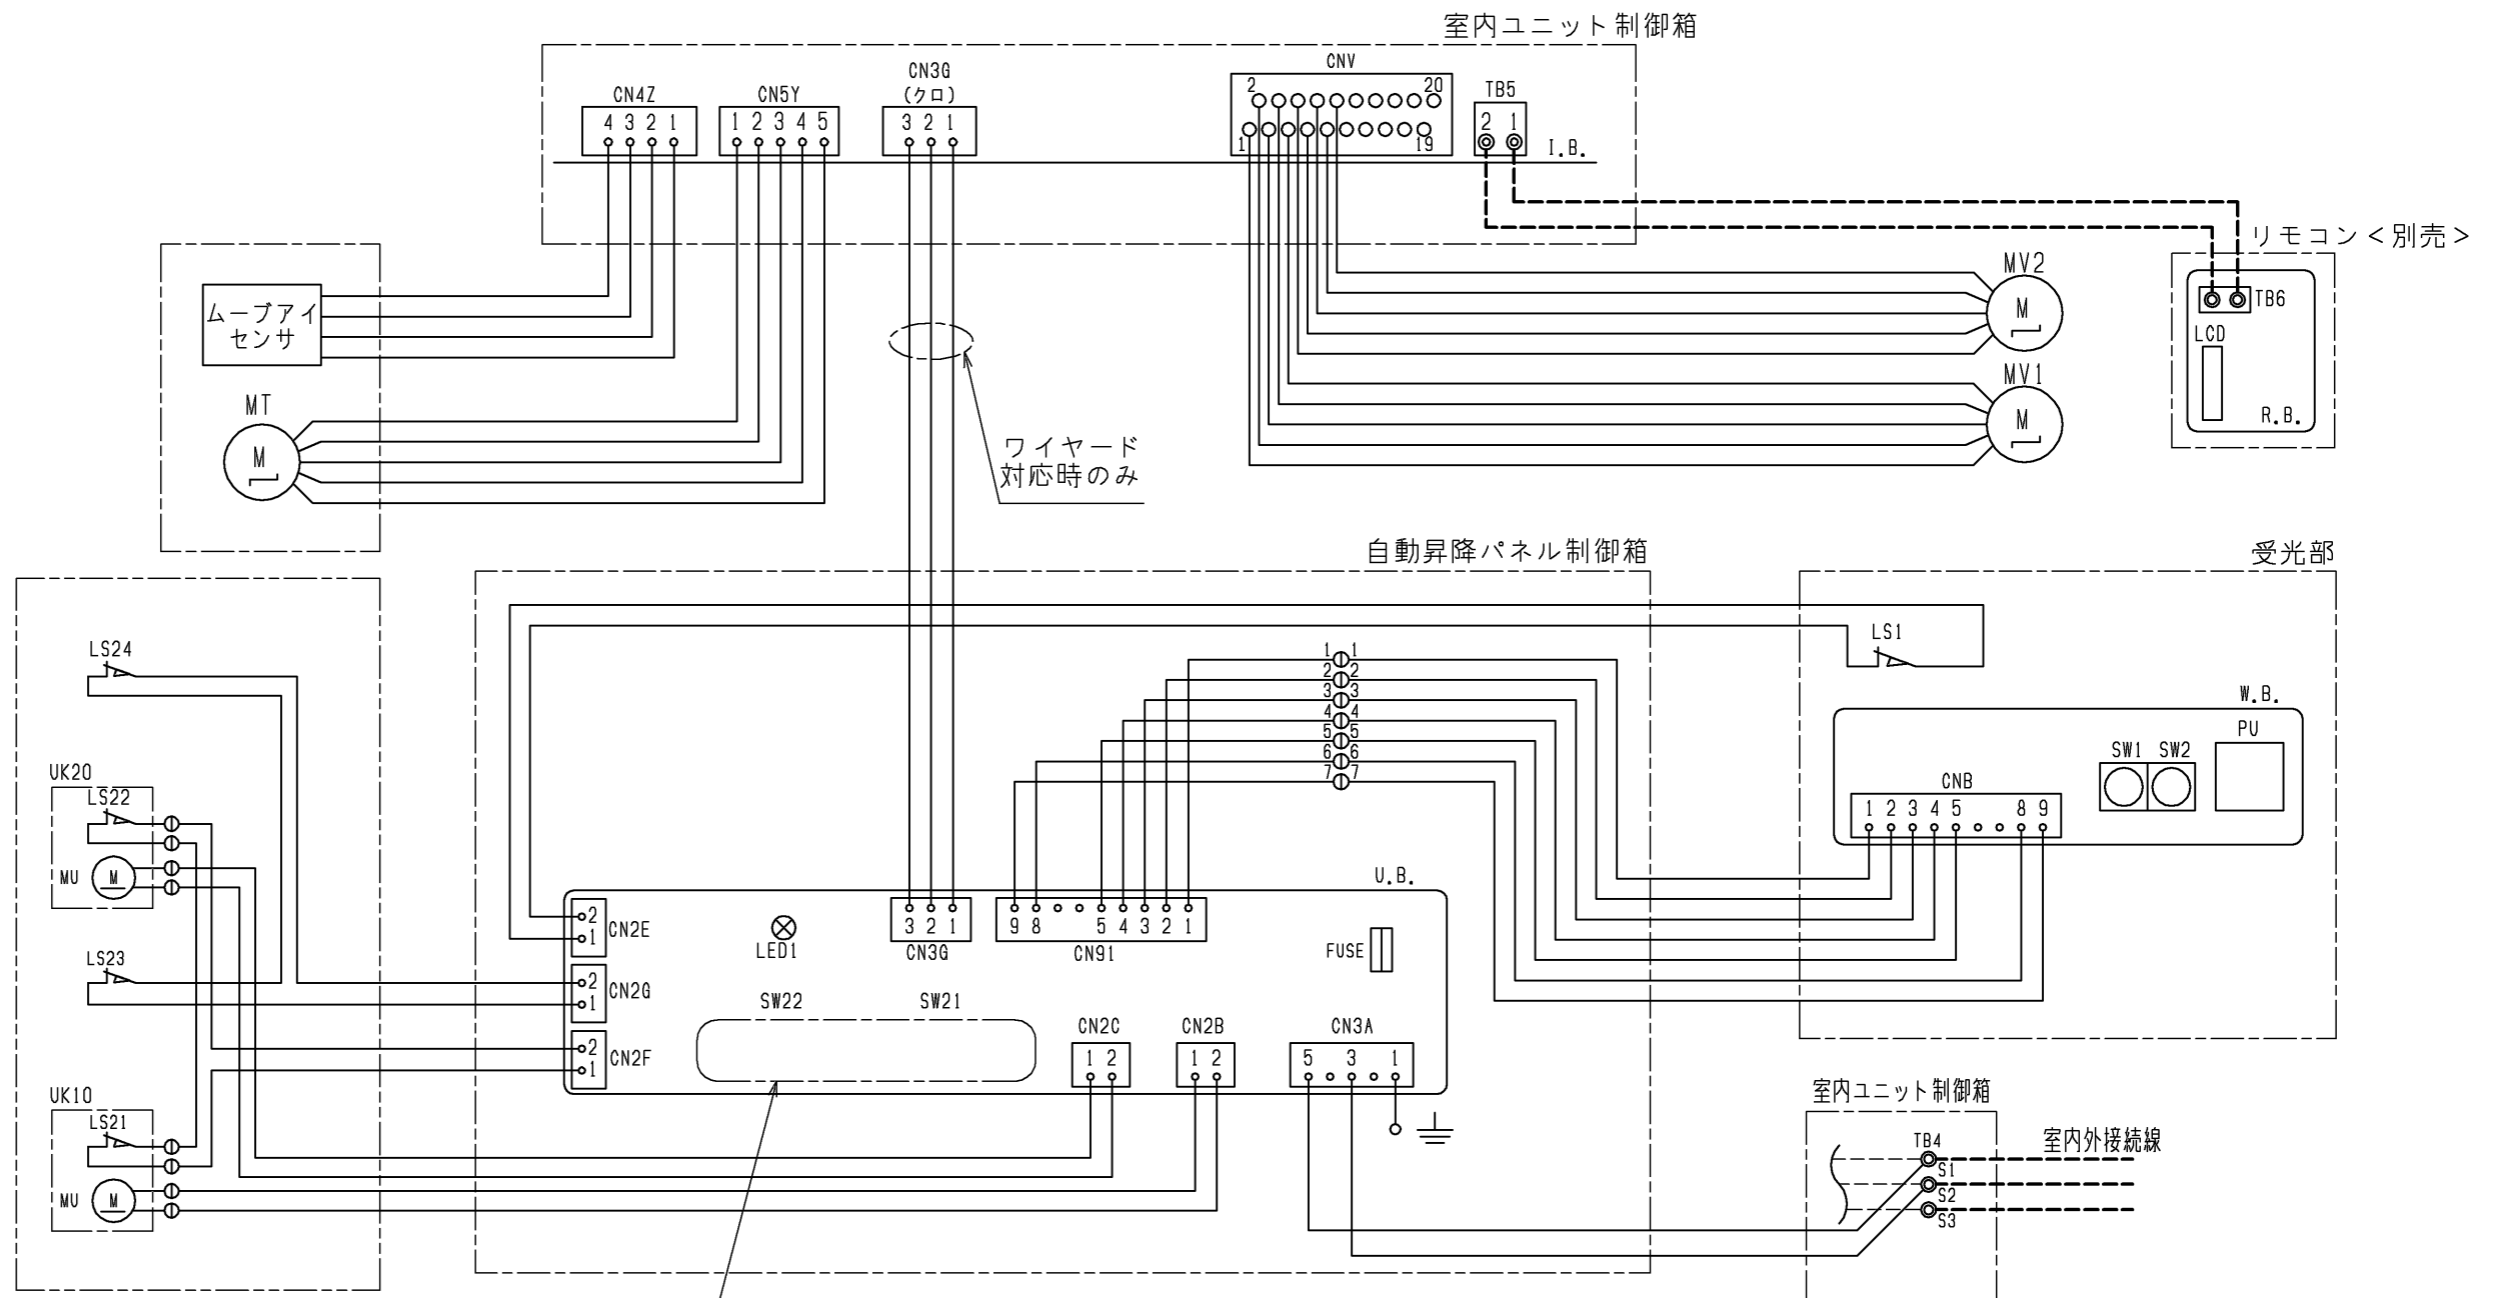 室内ユニット制御箱
CN4Z
4 3 2 1
CN5Y
1 2 3 4 5
CN3G
(クロ)
3 2 1
CNV
2 20
1 19
TB5
2 1
I.B.
リモコン<別売>
TB6
LCD
R.B.
ムーブアイ
センサ
MT
M
MV2
M
MV1
M
ワイヤード
対応時のみ
自動昇降パネル制御箱
受光部
LS24
UK20
LS22
MU M
LS23
UK10
LS21
MU M
1 1
2 2
3 3
4 4
5 5
6 6
7 7
LS1
W.B.
PU
SW1 SW2
CNB
1 2 3 4 5 8 9
U.B.
2
1
CN2E
2
1
CN2G
2
1
CN2F
LED1
3 2 1
CN3G
9 8 5 4 3 2 1
CN91
FUSE
SW22 SW21
CN2C
1 2
CN2B
1 2
CN3A
5 3 1
室内ユニット制御箱
TB4
S1
S2
S3
室内外接続線